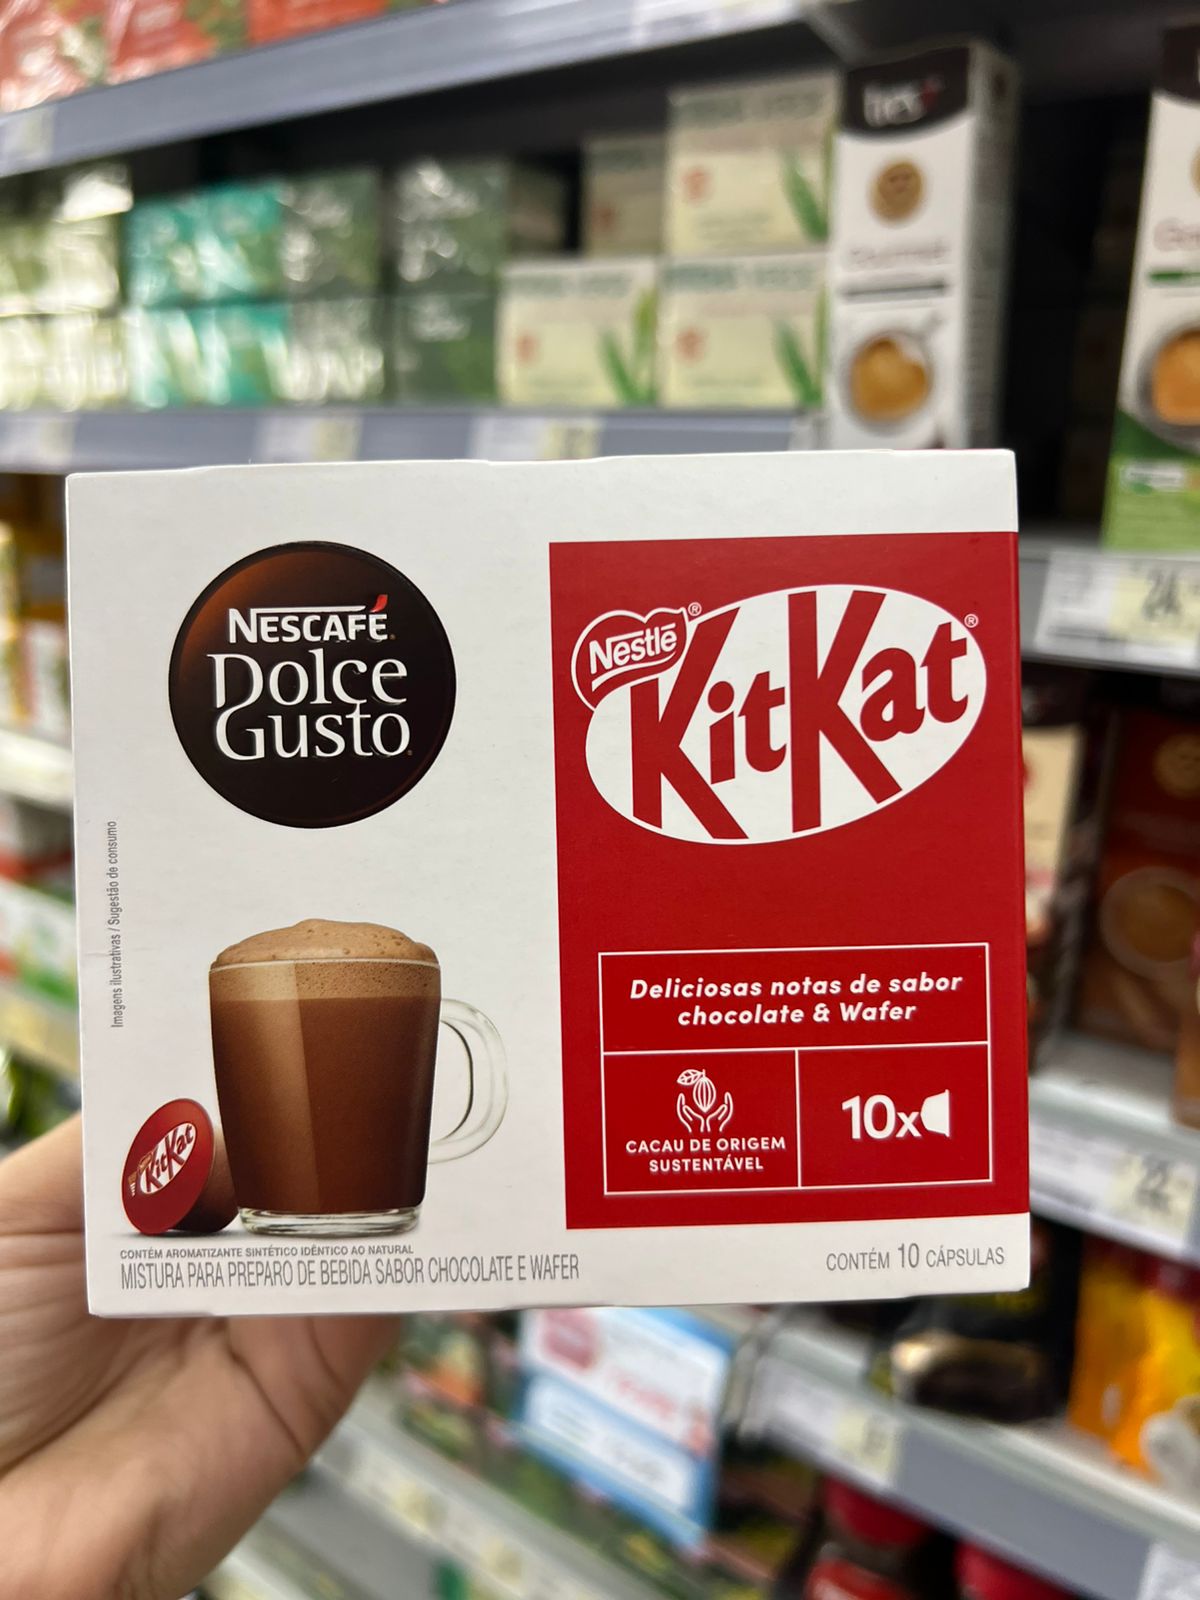 NESCAFÉ
Dolce
Gusto
Nestlé®
KitKat®
Imagens ilustrativas / Sugestão de consumo
Deliciosas notas de sabor
chocolate & Wafer
CACAU DE ORIGEM
SUSTENTÁVEL
10x
KitKat
CONTÉM AROMATIZANTE SINTÉTICO IDÊNTICO AO NATURAL
MISTURA PARA PREPARO DE BEBIDA SABOR CHOCOLATE E WAFER
CONTÉM 10 CÁPSULAS